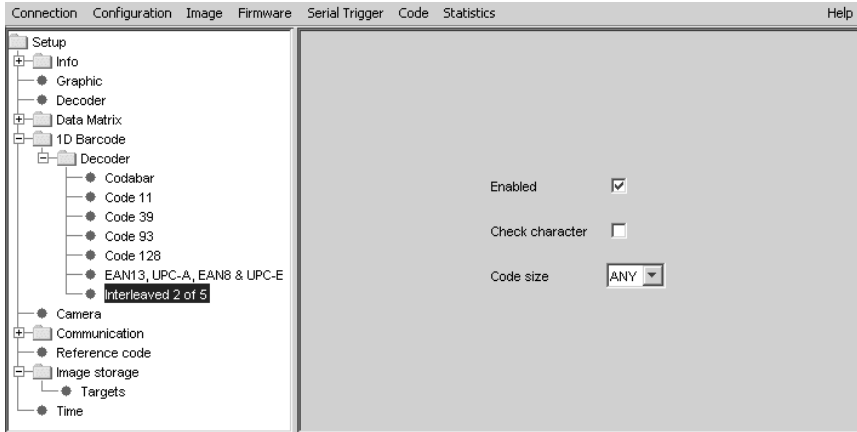 Connection Configuration Image Firmware Serial Trigger Code Statistics Help
Setup
Info
Graphic
Decoder
Data Matrix
1D Barcode
Decoder
Codabar
Code 11
Code 39
Code 93
Code 128
EAN13, UPC-A, EAN8 & UPC-E
Interleaved 2 of 5
Camera
Communication
Reference code
Image storage
Targets
Time
Enabled
Check character
Code size ANY